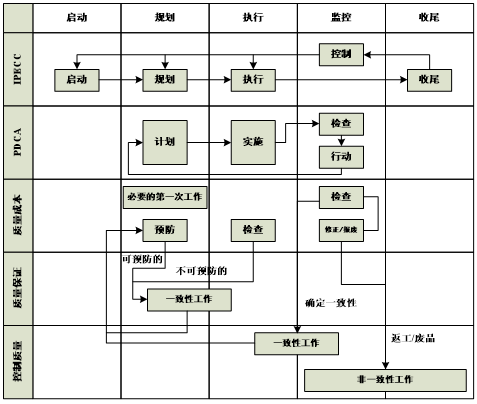 启动 规划 执行 监控 收尾
IPECC
控制
启动 规划 执行 收尾
PDCA
计划 实施 检查
行动
质量成本
必要的第一次工作 检查
预防 检查 修正/报废
可预防的
不可预防的
质量保证
一致性工作 确定一致性
控制质量
一致性工作 返工/废品
非一致性工作